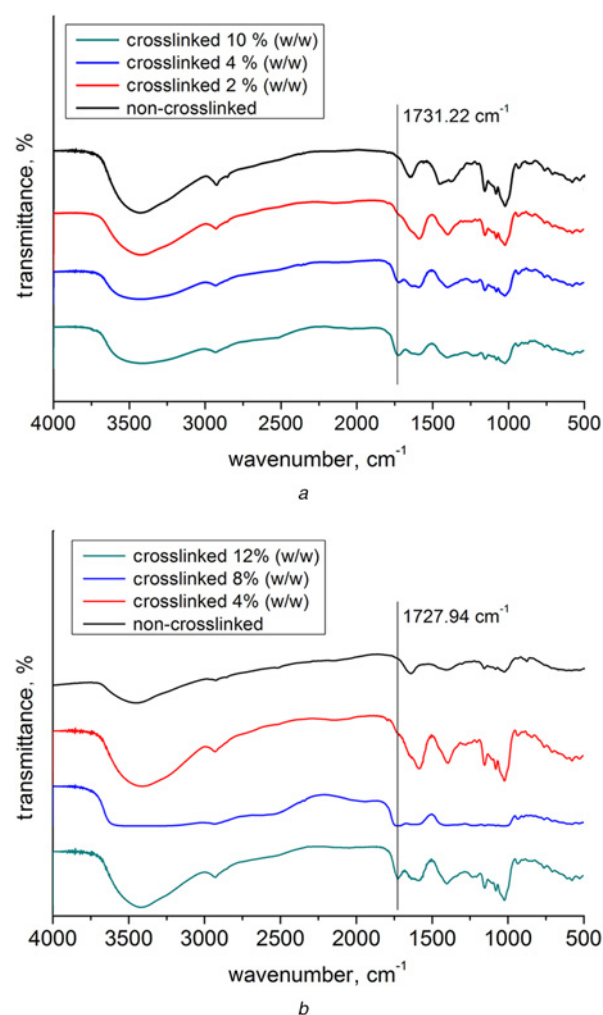 crosslinked 10 % (w/w)
crosslinked 4 % (w/w)
crosslinked 2 % (w/w)
non-crosslinked
1731.22 cm⁻¹
transmittance, %
4000 3500 3000 2500 2000 1500 1000 500
wavenumber, cm⁻¹
a
crosslinked 12% (w/w)
crosslinked 8% (w/w)
crosslinked 4% (w/w)
non-crosslinked
1727.94 cm⁻¹
transmittance, %
4000 3500 3000 2500 2000 1500 1000 500
wavenumber, cm⁻¹
b